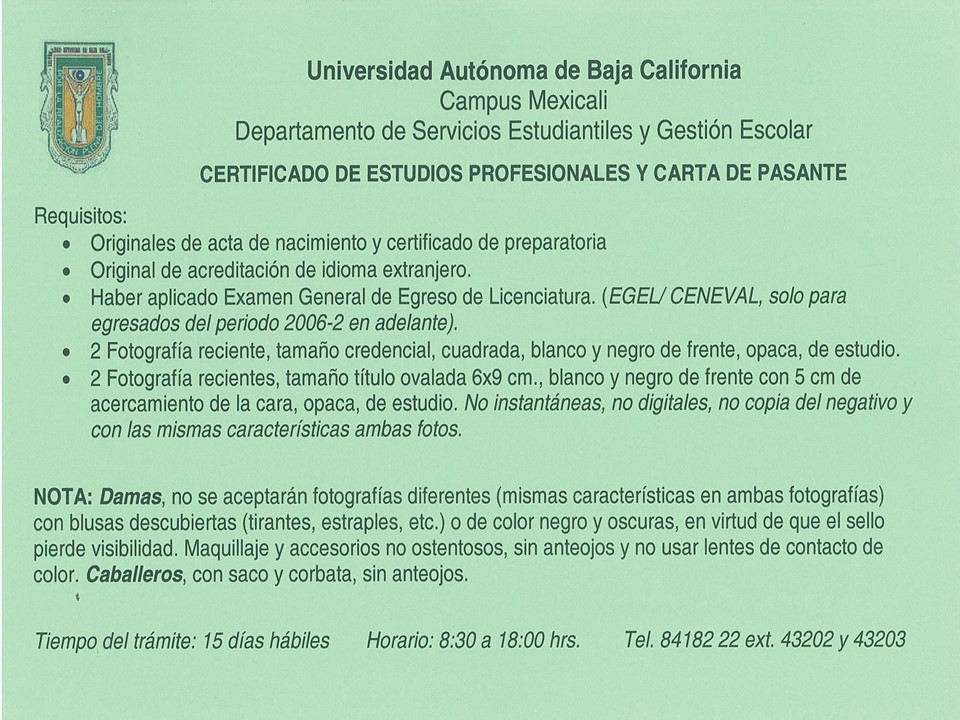 POR LA REALIZACIÓN PLENA DEL HOMBRE
Universidad Autónoma de Baja California
Campus Mexicali
Departamento de Servicios Estudiantiles y Gestión Escolar
CERTIFICADO DE ESTUDIOS PROFESIONALES Y CARTA DE PASANTE
Requisitos:
• Originales de acta de nacimiento y certificado de preparatoria
• Original de acreditación de idioma extranjero.
• Haber aplicado Examen General de Egreso de Licenciatura. (EGEL/ CENEVAL, solo para
egresados del periodo 2006-2 en adelante).
• 2 Fotografía reciente, tamaño credencial, cuadrada, blanco y negro de frente, opaca, de estudio.
• 2 Fotografía recientes, tamaño título ovalada 6x9 cm., blanco y negro de frente con 5 cm de
acercamiento de la cara, opaca, de estudio. No instantáneas, no digitales, no copia del negativo y
con las mismas características ambas fotos.
NOTA: Damas, no se aceptarán fotografías diferentes (mismas características en ambas fotografías)
con blusas descubiertas (tirantes, estraples, etc.) o de color negro y oscuras, en virtud de que el sello
pierde visibilidad. Maquillaje y accesorios no ostentosos, sin anteojos y no usar lentes de contacto de
color. Caballeros, con saco y corbata, sin anteojos.
Tiempo del trámite: 15 días hábiles Horario: 8:30 a 18:00 hrs. Tel. 84182 22 ext. 43202 y 43203